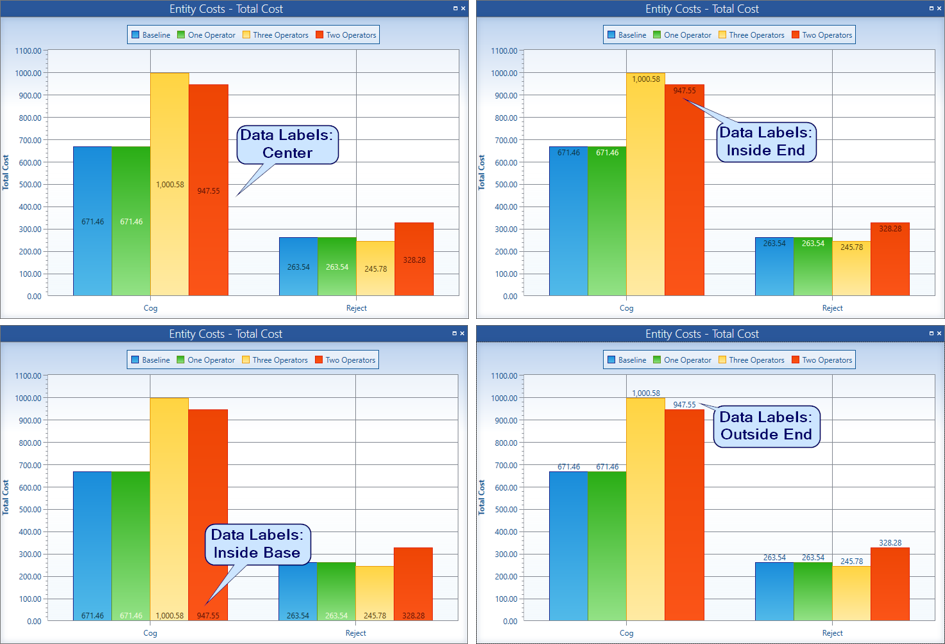 Entity Costs - Total Cost
Baseline One Operator Three Operators Two Operators
1100.00
1000.00
900.00
800.00
700.00
600.00
500.00
400.00
300.00
200.00
100.00
0.00
Total Cost
671.46 671.46 1,000.58 947.55
263.54 263.54 245.78 328.28
Cog Reject
Data Labels:
Center
Entity Costs - Total Cost
Baseline One Operator Three Operators Two Operators
1100.00
1000.00
900.00
800.00
700.00
600.00
500.00
400.00
300.00
200.00
100.00
0.00
Total Cost
671.46 671.46 1,000.58 947.55
263.54 263.54 245.78 328.28
Cog Reject
Data Labels:
Inside End
Entity Costs - Total Cost
Baseline One Operator Three Operators Two Operators
1100.00
1000.00
900.00
800.00
700.00
600.00
500.00
400.00
300.00
200.00
100.00
0.00
Total Cost
Data Labels:
Inside Base
671.46 671.46 1,000.58 947.55 263.54 263.54 245.78 328.28
Cog Reject
Entity Costs - Total Cost
Baseline One Operator Three Operators Two Operators
1100.00
1000.00
900.00
800.00
700.00
600.00
500.00
400.00
300.00
200.00
100.00
0.00
Total Cost
671.46 671.46 1,000.58 947.55
263.54 263.54 245.78 328.28
Cog Reject
Data Labels:
Outside End